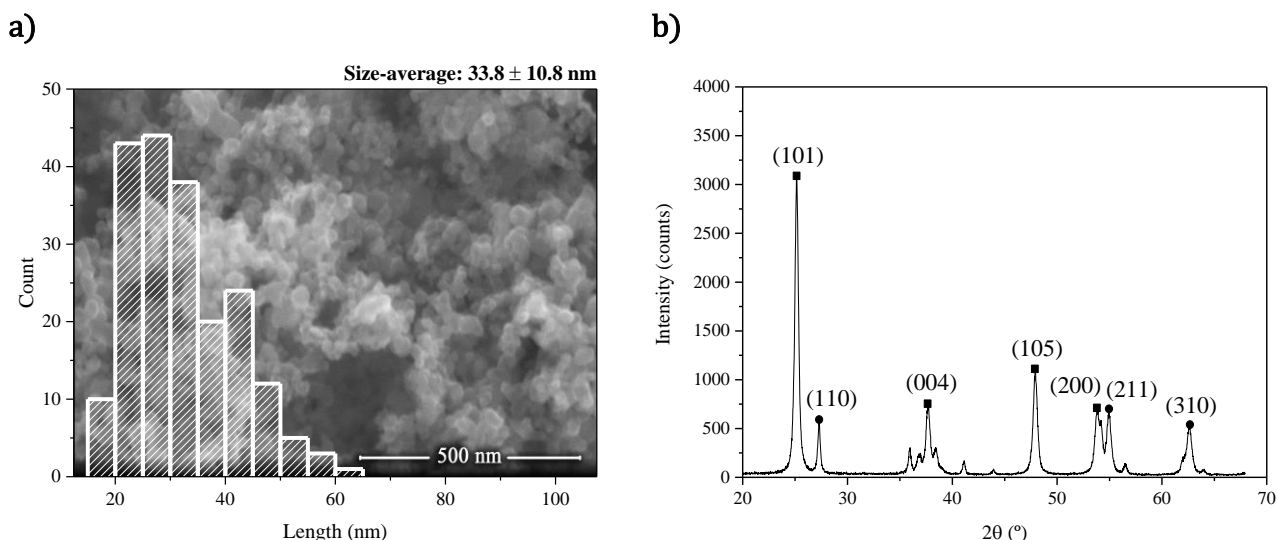 a)
Size-average: 33.8 ± 10.8 nm
50
40
30
20
10
0
Count
500 nm
20 40 60 80 100
Length (nm)
b)
4000
3500
3000
2500
2000
1500
1000
500
0
Intensity (counts)
(101)
(110)
(004)
(105)
(200) (211)
(310)
20 30 40 50 60 70
2θ (º)